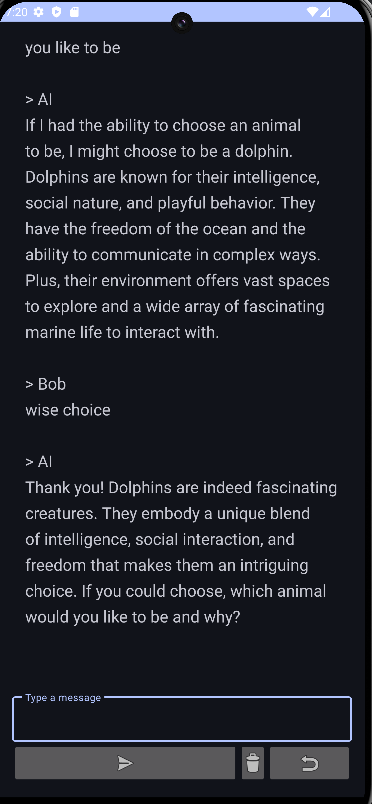 :20
you like to be
> AI
If I had the ability to choose an animal
to be, I might choose to be a dolphin.
Dolphins are known for their intelligence,
social nature, and playful behavior. They
have the freedom of the ocean and the
ability to communicate in complex ways.
Plus, their environment offers vast spaces
to explore and a wide array of fascinating
marine life to interact with.
> Bob
wise choice
> AI
Thank you! Dolphins are indeed fascinating
creatures. They embody a unique blend
of intelligence, social interaction, and
freedom that makes them an intriguing
choice. If you could choose, which animal
would you like to be and why?
Type a message